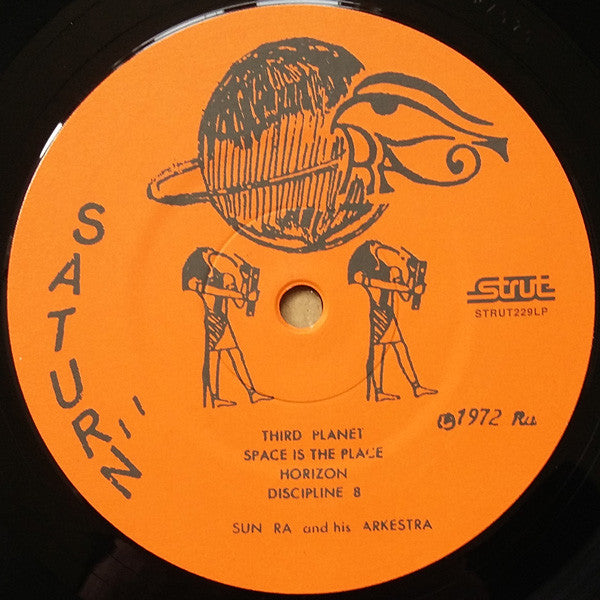 RA
SATURN
Strut
STRUT229LP
℗1972 Ra
THIRD PLANET
SPACE IS THE PLACE
HORIZON
DISCIPLINE 8
SUN RA and his ARKESTRA